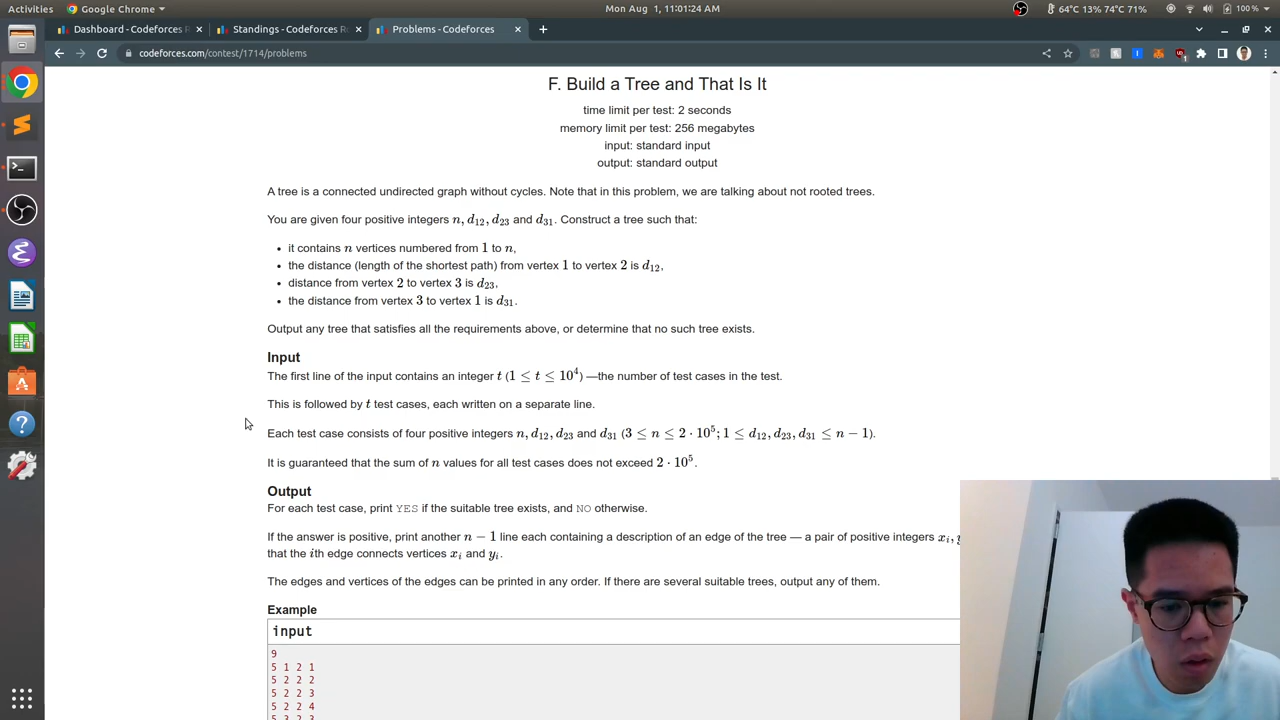 Activities
Google Chrome
Mon Aug 1, 11:01:24 AM
64°C 13% 74% 71%
100 %
Dashboard - Codeforces R
Standings - Codeforces R
Problems - Codeforces
codeforces.com/contest/1714/problems
F. Build a Tree and That Is It
time limit per test: 2 seconds
memory limit per test: 256 megabytes
input: standard input
output: standard output
A tree is a connected undirected graph without cycles. Note that in this problem, we are talking about not rooted trees.
You are given four positive integers n, d₁₂, d₂₃ and d₃₁. Construct a tree such that:
• it contains n vertices numbered from 1 to n,
• the distance (length of the shortest path) from vertex 1 to vertex 2 is d₁₂,
• distance from vertex 2 to vertex 3 is d₂₃,
• the distance from vertex 3 to vertex 1 is d₃₁.
Output any tree that satisfies all the requirements above, or determine that no such tree exists.
Input
The first line of the input contains an integer t (1 ≤ t ≤ 10⁴) —the number of test cases in the test.
This is followed by t test cases, each written on a separate line.
Each test case consists of four positive integers n, d₁₂, d₂₃ and d₃₁ (3 ≤ n ≤ 2 · 10⁵; 1 ≤ d₁₂, d₂₃, d₃₁ ≤ n − 1).
It is guaranteed that the sum of n values for all test cases does not exceed 2 · 10⁵.
Output
For each test case, print YES if the suitable tree exists, and NO otherwise.
If the answer is positive, print another n − 1 line each containing a description of an edge of the tree — a pair of positive integers xᵢ,
that the ith edge connects vertices xᵢ and yᵢ.
The edges and vertices of the edges can be printed in any order. If there are several suitable trees, output any of them.
Example
input
9
5 1 2 1
5 2 2 2
5 2 2 3
5 2 2 4
5 3 2 3